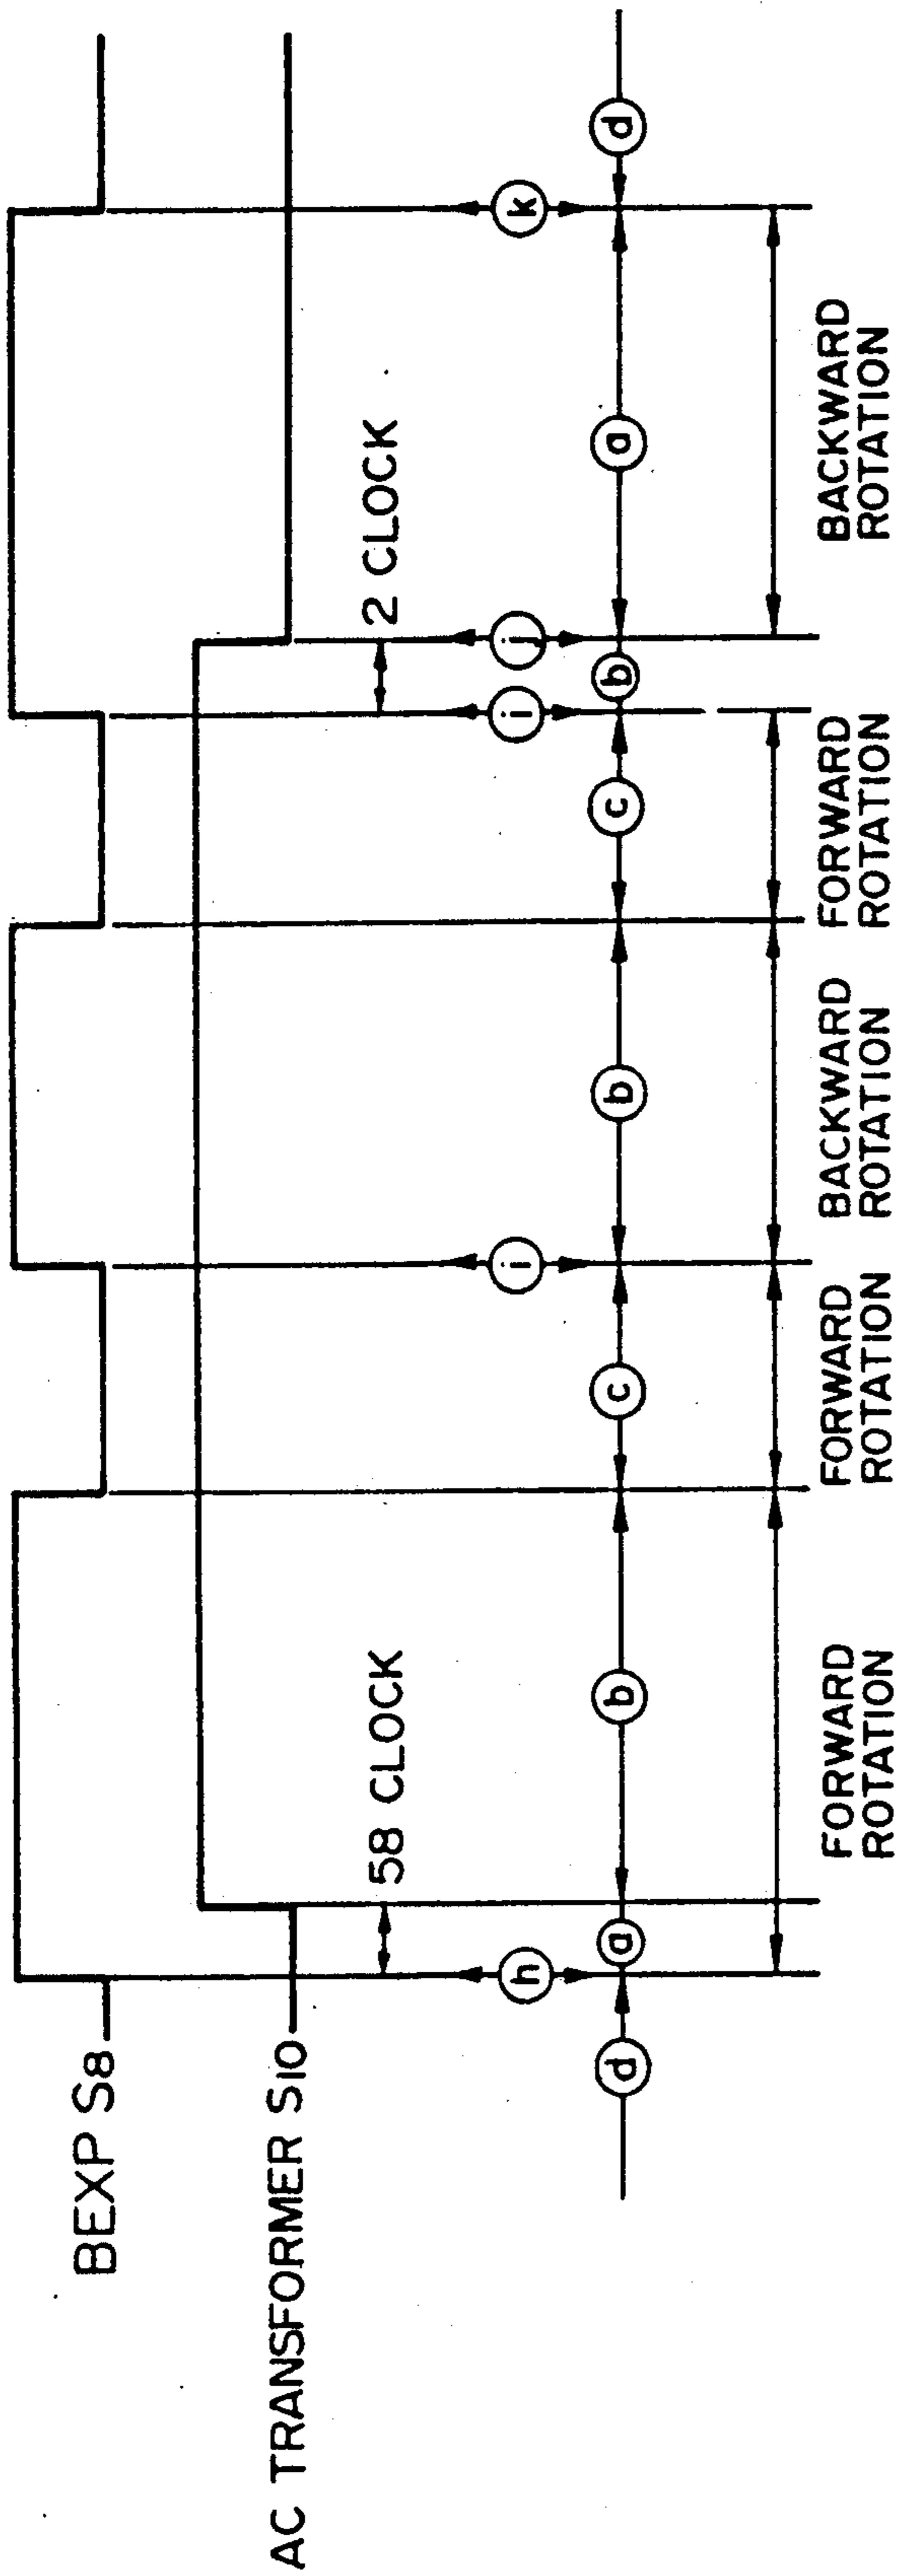 BEXP S8
AC TRANSFORMER S10
58 CLOCK
2 CLOCK
h
i
i
j
k
d
a
b
c
b
c
b
a
d
FORWARD
ROTATION
FORWARD
ROTATION
BACKWARD
ROTATION
FORWARD
ROTATION
BACKWARD
ROTATION